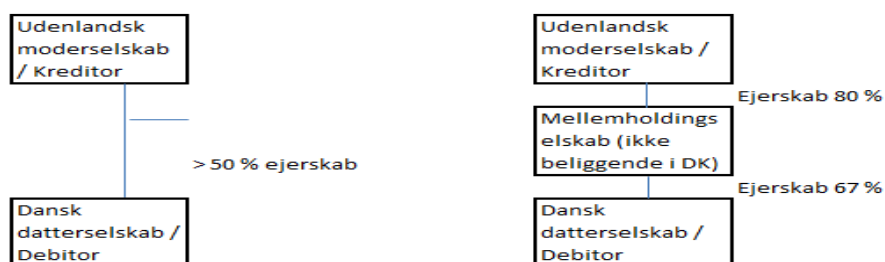 Udenlandsk
moderselskab
/ Kreditor
> 50 % ejerskab
Dansk
datterselskab /
Debitor
Udenlandsk
moderselskab /
Kreditor
Ejerskab 80 %
Mellemholdings
elskab (ikke
beliggende i DK)
Ejerskab 67 %
Dansk
datterselskab /
Debitor